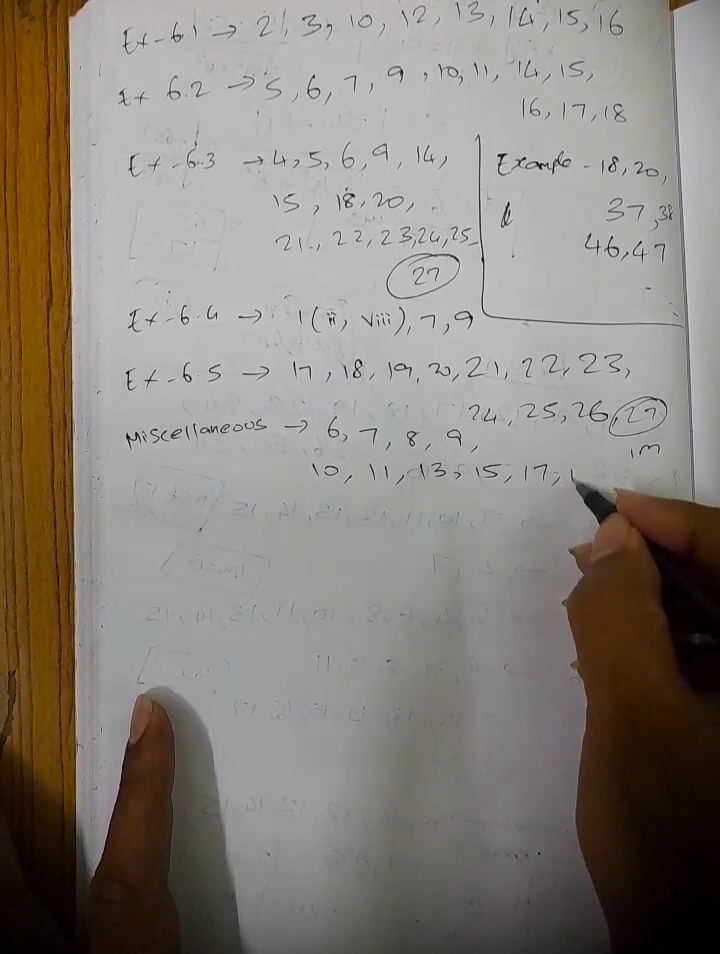 Ex-6.1 → 2, 3, 10, 12, 13, 14, 15, 16
Ex 6.2 → 5, 6, 7, 9, 10, 11, 14, 15,
16, 17, 18
Ex-6.3 → 4, 5, 6, 9, 14,
15, 18, 20,
21, 22, 23, 24, 25
27
Example - 18, 20,
37, 38
46, 47
Ex-6.4 → 1(ii, viii), 7, 9
Ex-6.5 → 17, 18, 19, 20, 21, 22, 23,
24, 25, 26, 27
1M
Miscellaneous → 6, 7, 8, 9,
10, 11, 13, 15, 17,